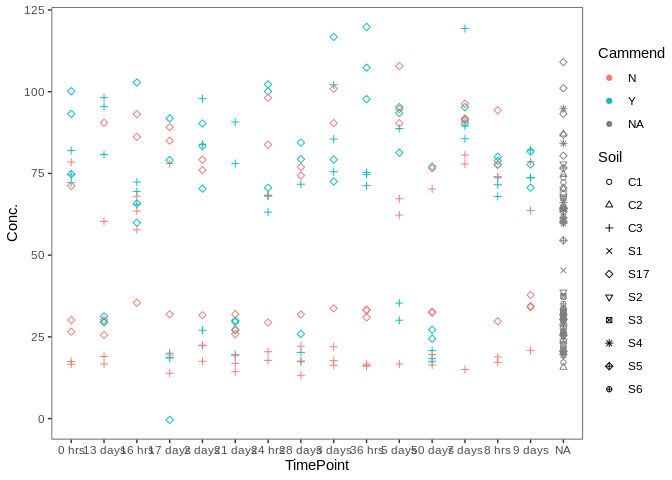 125
100
75
50
25
0
Conc.
0 hrs 13 days 16 hrs 17 days 2 days 21 days 24 hrs 28 days 3 days 36 hrs 5 days 50 days 7 days 8 hrs 9 days NA
TimePoint
Cammend
N
Y
NA
Soil
C1
C2
C3
S1
S17
S2
S3
S4
S5
S6